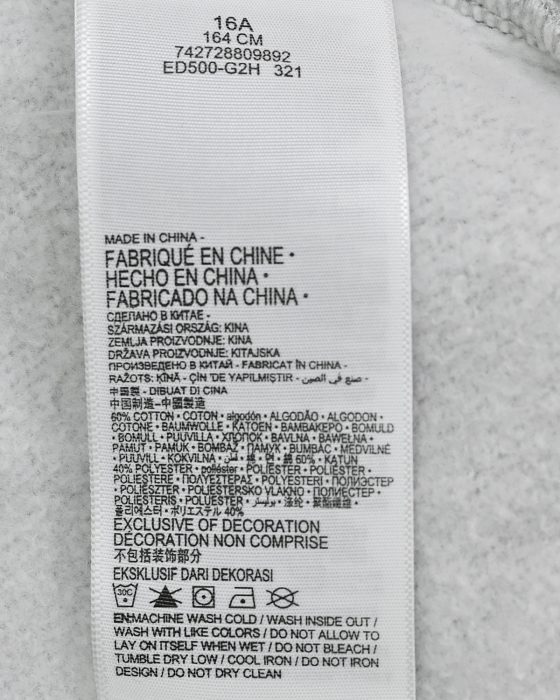 16A
164 CM
742728809892
ED500-G2H 321
MADE IN CHINA -
FABRIQUÉ EN CHINE •
HECHO EN CHINA •
FABRICADO NA CHINA •
СДЕЛАНО В КИТАЕ -
SZÁRMAZÁSI ORSZÁG: KINA
ZEMLJA PROIZVODNJE: KINA
DRŽAVA PROIZVODNJE: KITAJSKA
ПРОИЗВЕДЕНО В КИТАЙ - FABRICAT ÎN CHINA -
RAŽOTS: ĶĪNĀ - ÇİN 'DE YAPILMIŞTIR - صنع في الصين -
中国製 - DIBUAT DI CINA
中国制造–中國製造
60% COTTON • COTON • algodón • ALGODÃO • ALGODON •
COTONE • BAUMWOLLE • KATOEN • ΒΑΜΒΑΚΕΡΟ • BOMULD
• BOMULL • PUUVILLA • ХЛОПОК • BAVLNA • BAWEŁNA •
PAMUT • PAMUK • BOMBAŽ • ПАМУК • BUMBAC • MEDVILNĖ
PUUVILL • KOKVILNA • قطن • 棉 • 면 • 綿 60% • KATUN
40% POLYESTER • poliéster • POLIÉSTER • POLIÉSTER •
POLIESTERE • ΠΟΛΥΕΣΤΕΡΑΣ • POLYESTERI • ПОЛИЭСТЕР
• POLIÉSZTER • POLIESTERSKO VLAKNO • ПОЛИЕСТЕР •
POLIESTERIS • POLÜESTER • بوليستر • 涤纶 • 聚酯纖維 •
폴리에스터 • ポリエステル 40%
EXCLUSIVE OF DECORATION
DÉCORATION NON COMPRISE
不包括装饰部分
EKSKLUSIF DARI DEKORASI
30C
EN:MACHINE WASH COLD / WASH INSIDE OUT /
WASH WITH LIKE COLORS / DO NOT ALLOW TO
LAY ON ITSELF WHEN WET / DO NOT BLEACH /
TUMBLE DRY LOW / COOL IRON / DO NOT IRON
DESIGN / DO NOT DRY CLEAN